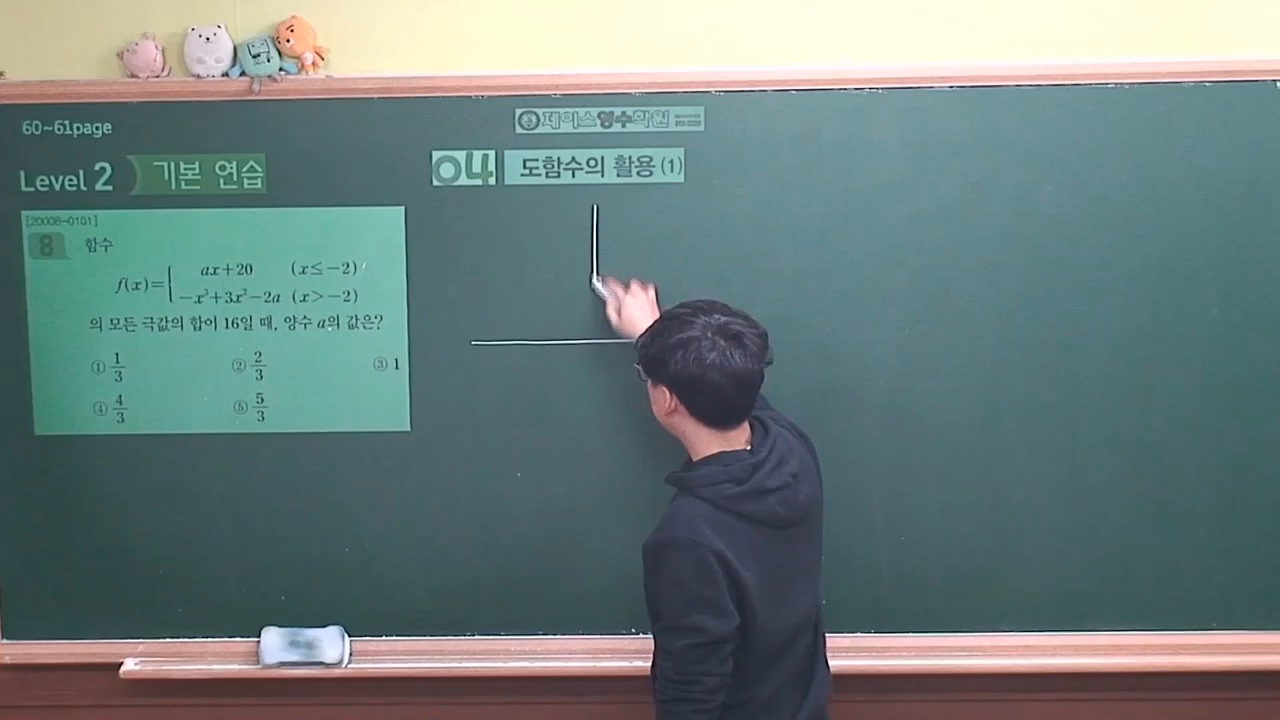 60~61page
제이스영수학원
Level 2 기본 연습
04 도함수의 활용(1)
[20008-0101]
8 함수
f(x)={ ax+20 (x≤-2)
-x³+3x²-2a (x>-2)
의 모든 극값의 합이 16일 때, 양수 a의 값은?
① 1/3 ② 2/3 ③ 1
④ 4/3 ⑤ 5/3